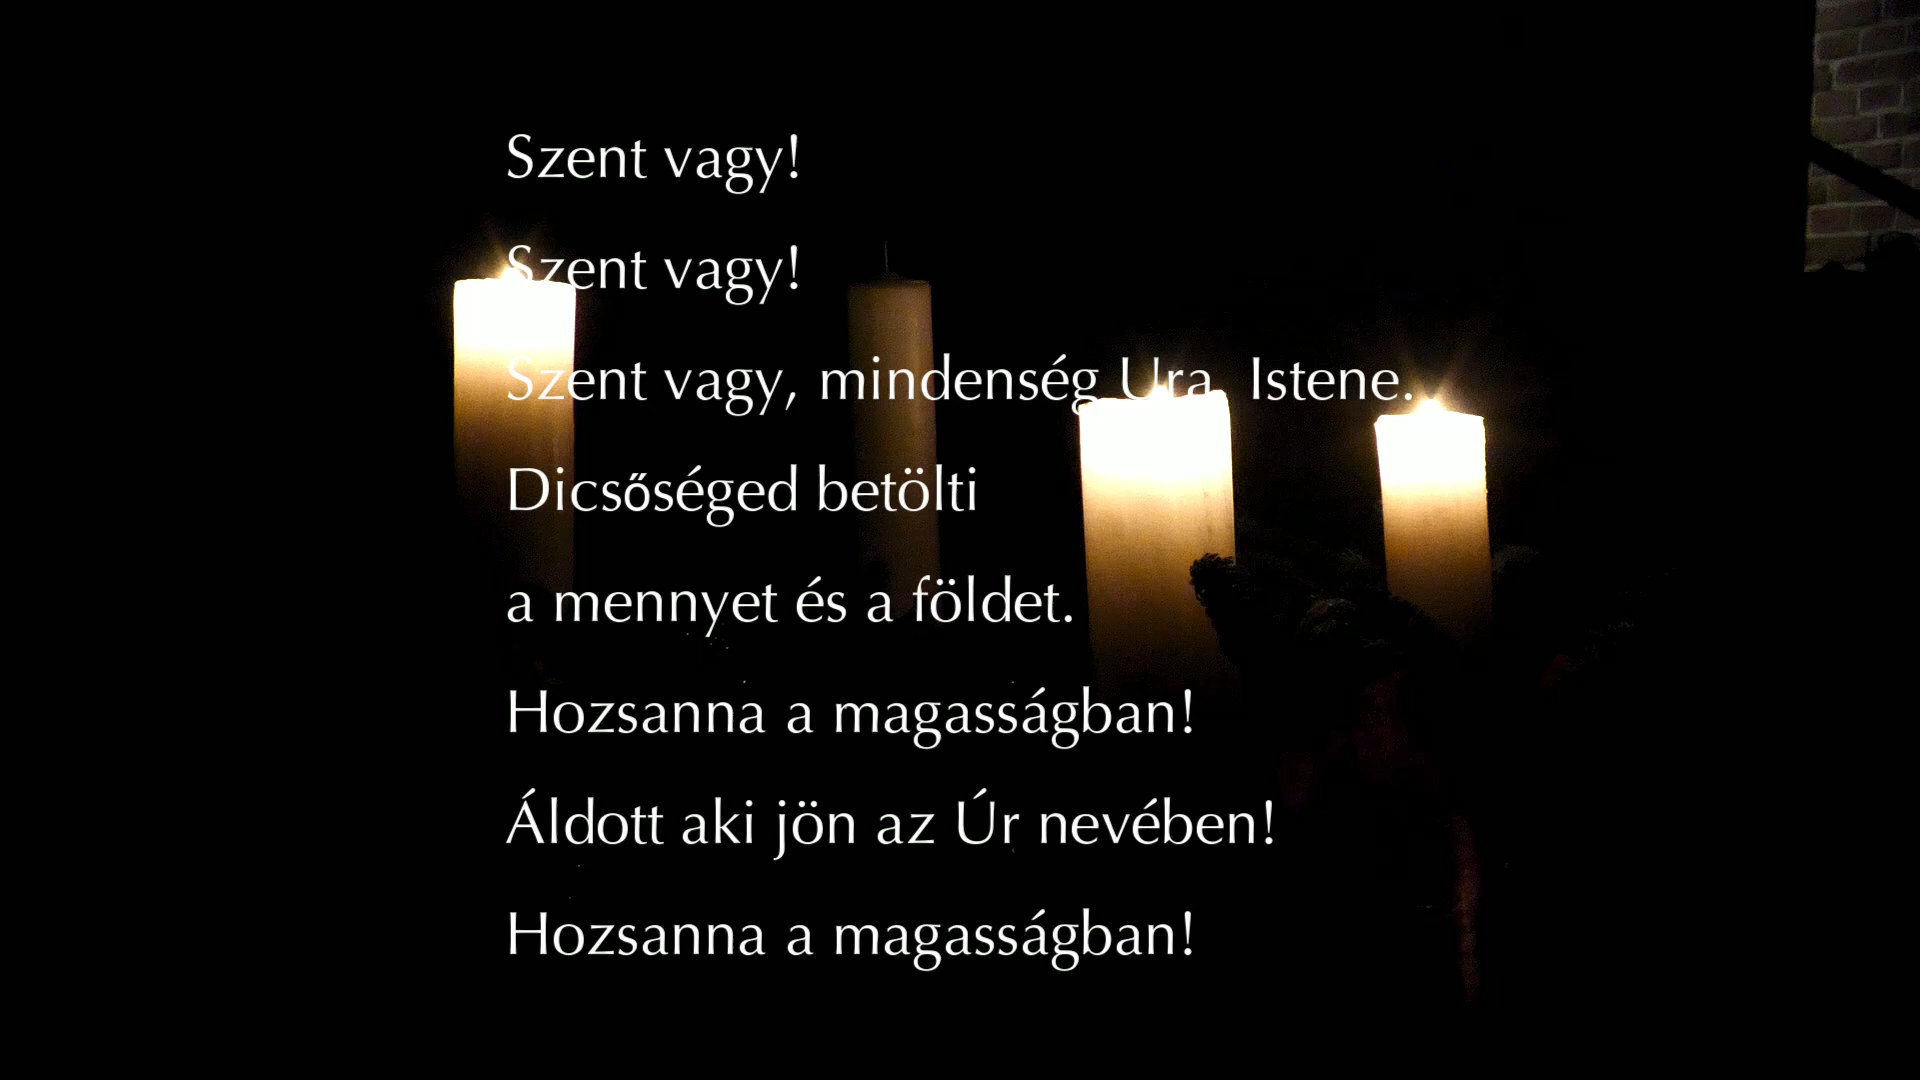 Szent vagy!
Szent vagy!
Szent vagy, mindenség Ura, Istene.
Dicsőséged betölti
a mennyet és a földet.
Hozsanna a magasságban!
Áldott aki jön az Úr nevében!
Hozsanna a magasságban!